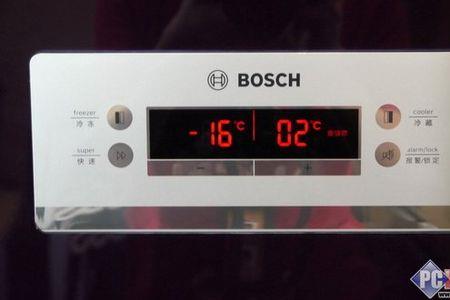 BOSCH
freezer
冷冻
-16°C
02°C
cooler
冷藏
super
快速
−
+
alarm/lock
报警/锁定
PC